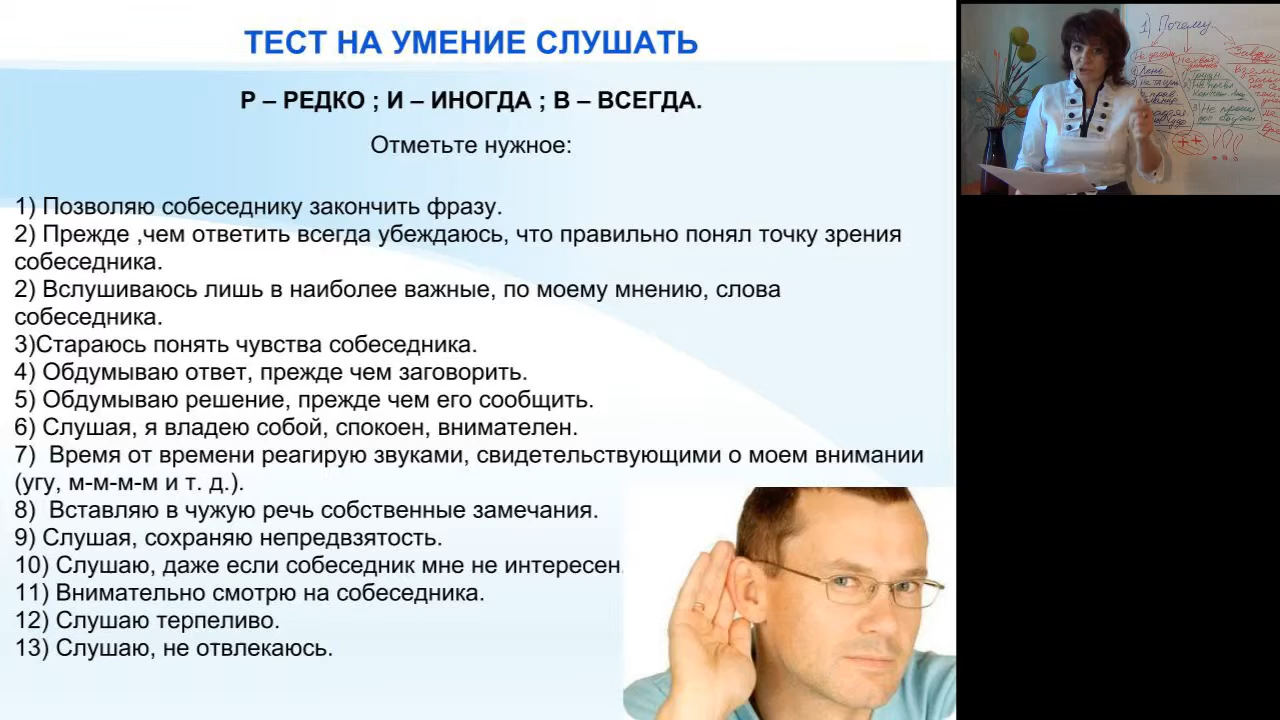 ТЕСТ НА УМЕНИЕ СЛУШАТЬ
Р – РЕДКО ; И – ИНОГДА ; В – ВСЕГДА.
Отметьте нужное:
1) Позволяю собеседнику закончить фразу.
2) Прежде ,чем ответить всегда убеждаюсь, что правильно понял точку зрения
собеседника.
2) Вслушиваюсь лишь в наиболее важные, по моему мнению, слова
собеседника.
3)Стараюсь понять чувства собеседника.
4) Обдумываю ответ, прежде чем заговорить.
5) Обдумываю решение, прежде чем его сообщить.
6) Слушая, я владею собой, спокоен, внимателен.
7)  Время от времени реагирую звуками, свидетельствующими о моем внимании
(угу, м-м-м-м и т. д.).
8)  Вставляю в чужую речь собственные замечания.
9) Слушая, сохраняю непредвзятость.
10) Слушаю, даже если собеседник мне не интересен.
11) Внимательно смотрю на собеседника.
12) Слушаю терпеливо.
13) Слушаю, не отвлекаюсь.
1) Почему